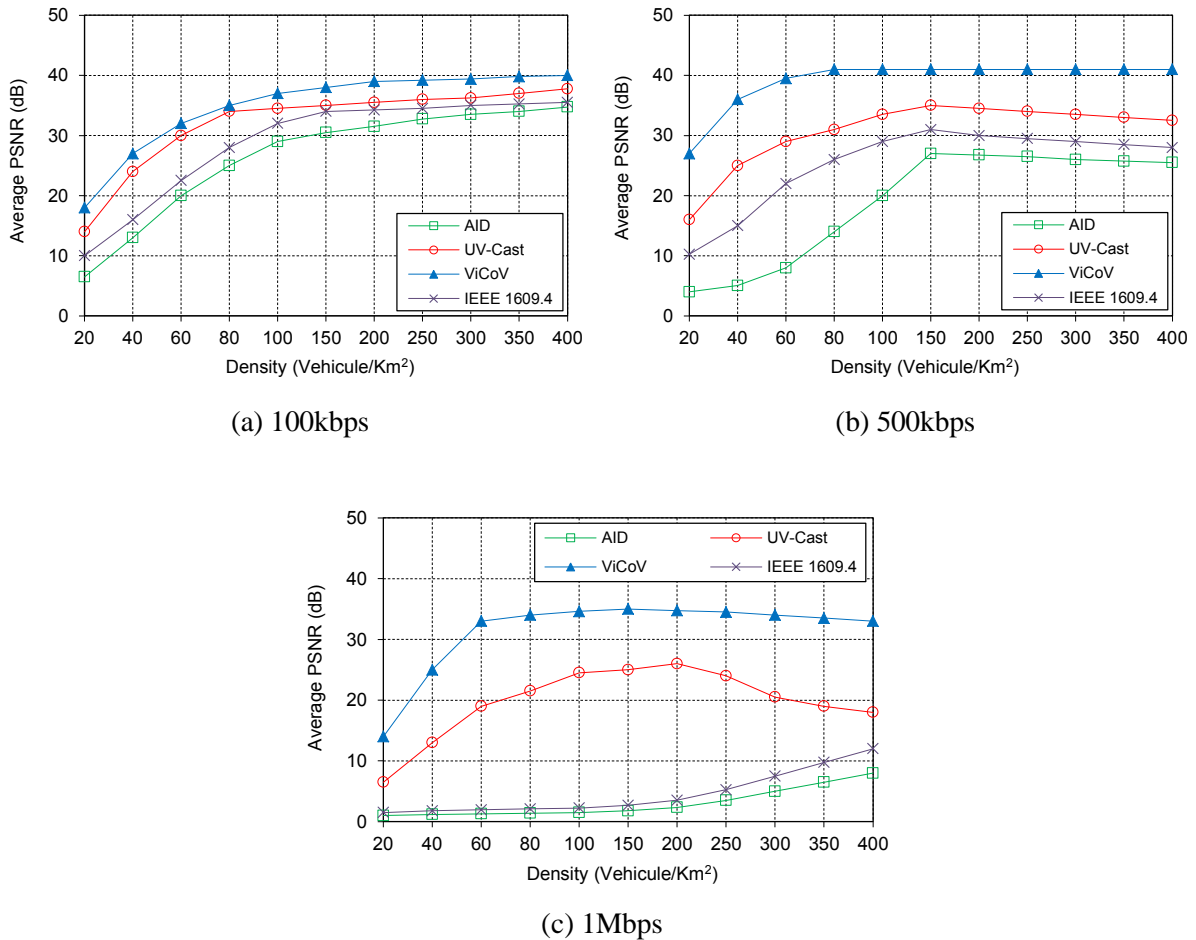 50
40
30
20
10
0
Average PSNR (dB)
AID
UV-Cast
ViCoV
IEEE 1609.4
20 40 60 80 100 150 200 250 300 350 400
Density (Vehicule/Km²)
(a) 100kbps
50
40
30
20
10
0
Average PSNR (dB)
AID
UV-Cast
ViCoV
IEEE 1609.4
20 40 60 80 100 150 200 250 300 350 400
Density (Vehicule/Km²)
(b) 500kbps
50
40
30
20
10
0
Average PSNR (dB)
AID UV-Cast
ViCoV IEEE 1609.4
20 40 60 80 100 150 200 250 300 350 400
Density (Vehicule/Km²)
(c) 1Mbps